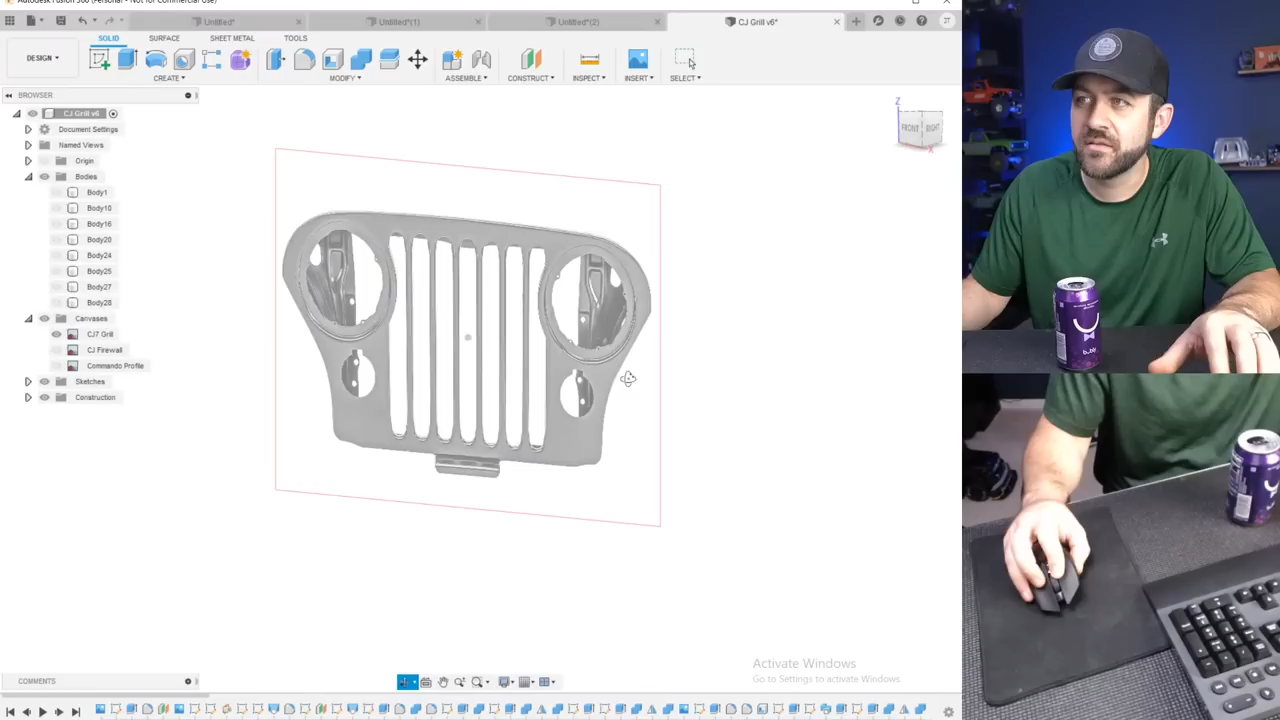 Autodesk Fusion 360 (Personal - Not for Commercial Use)
Untitled*
Untitled*(1)
Untitled*(2)
CJ Grill v6*
JT
DESIGN
SOLID
SURFACE
SHEET METAL
TOOLS
CREATE
MODIFY
ASSEMBLE
CONSTRUCT
INSPECT
INSERT
SELECT
BROWSER
CJ Grill v6
Document Settings
Named Views
Origin
Bodies
Body1
Body10
Body16
Body20
Body24
Body25
Body27
Body28
Canvases
CJ7 Grill
CJ Firewall
Commando Profile
Sketches
Construction
Z
FRONT
RIGHT
X
bubly
Activate Windows
Go to Settings to activate Windows
COMMENTS